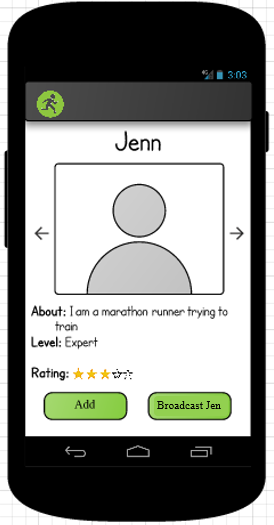 3:03
Jenn
About: I am a marathon runner trying to
train
Level: Expert
Rating:
Add
Broadcast Jen